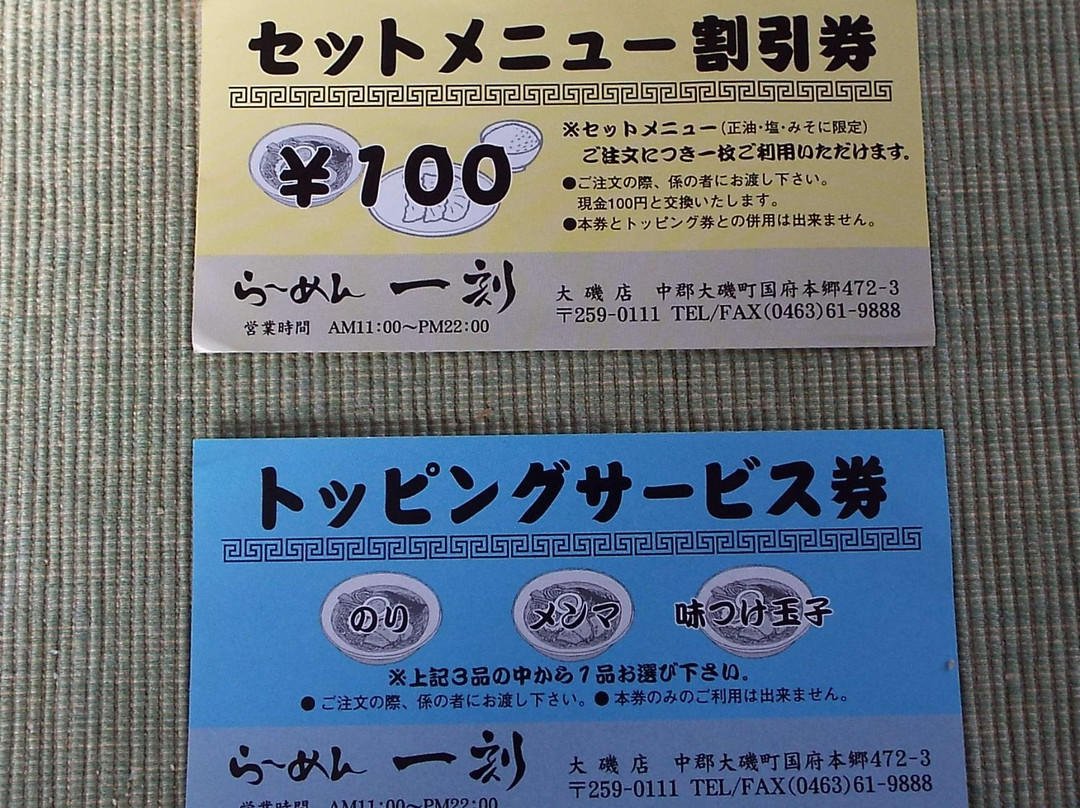 セットメニュー割引券
¥100
※セットメニュー(正油・塩・みそに限定)
ご注文につき一枚ご利用いただけます。
●ご注文の際、係の者にお渡し下さい。
現金100円と交換いたします。
●本券とトッピング券との併用は出来ません。
らーめん 一刻
営業時間 AM11:00〜PM22:00
大磯店 中郡大磯町国府本郷472-3
〒259-0111 TEL/FAX(0463)61-9888
トッピングサービス券
のり メンマ 味つけ玉子
※上記3品の中から1品お選び下さい。
●ご注文の際、係の者にお渡し下さい。●本券のみのご利用は出来ません。
らーめん 一刻
営業時間 AM11:00〜PM22:00
大磯店 中郡大磯町国府本郷472-3
〒259-0111 TEL/FAX(0463)61-9888